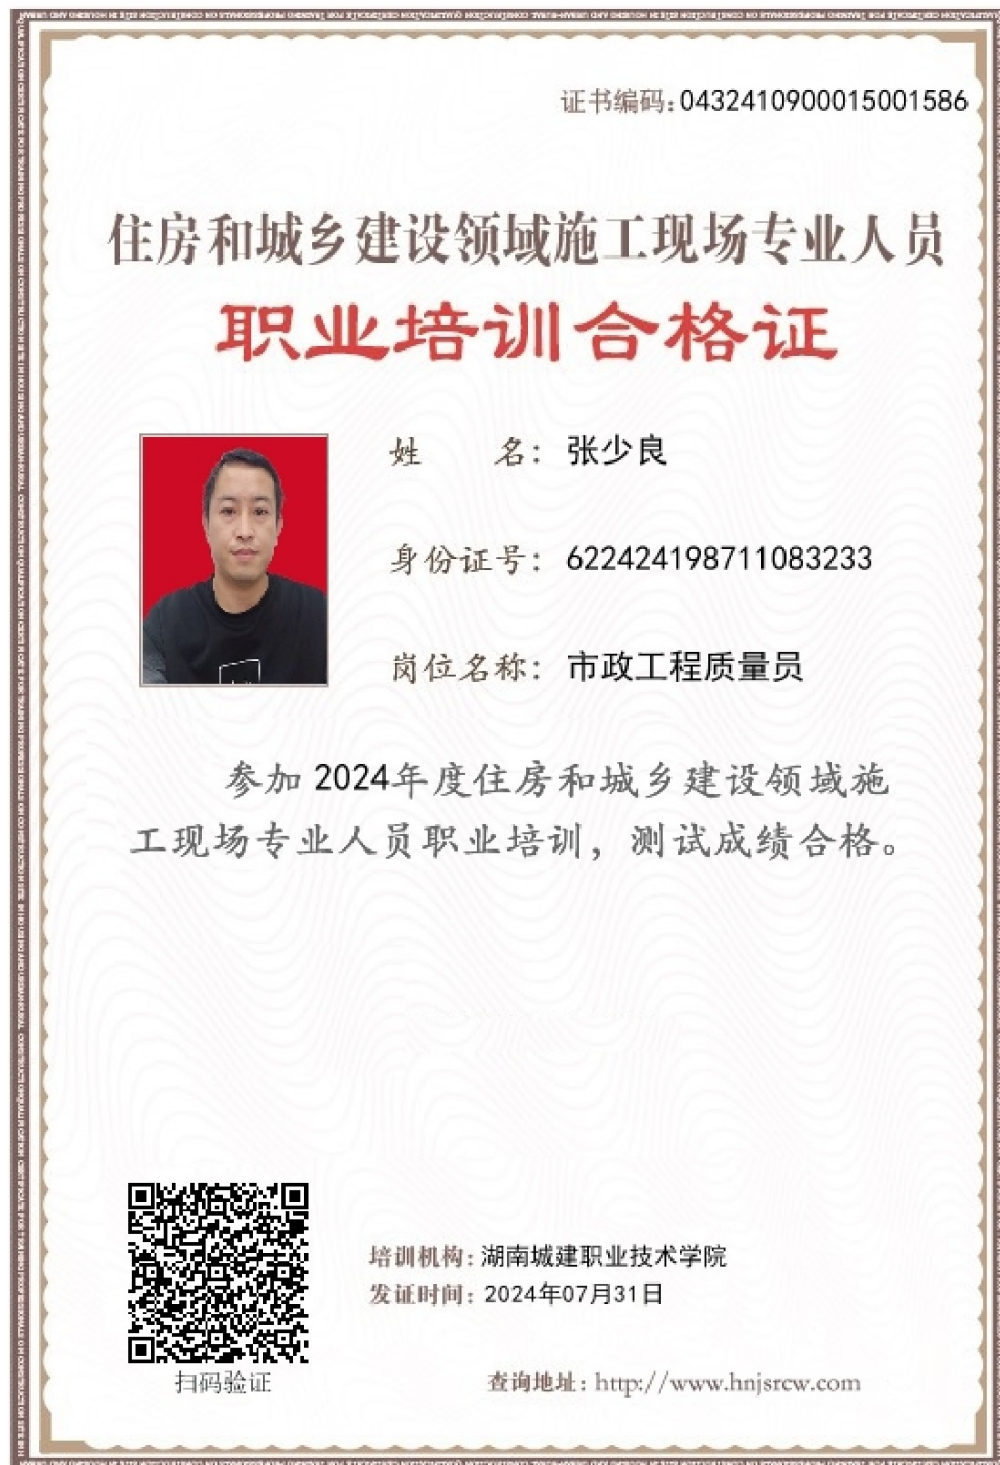 证书编码:0432410900015001586
住房和城乡建设领域施工现场专业人员
职业培训合格证
姓 名: 张少良
身份证号: 622424198711083233
岗位名称: 市政工程质量员
参加 2024年度住房和城乡建设领域施
工现场专业人员职业培训，测试成绩合格。
培训机构: 湖南城建职业技术学院
发证时间: 2024年07月31日
扫码验证
查询地址: http://www.hnjsrcw.com